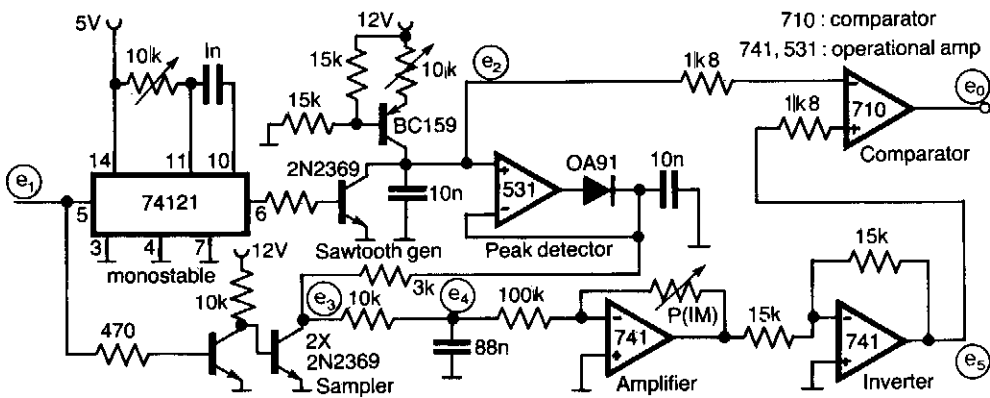 5V
12V
710 : comparator
741, 531 : operational amp
10k
1n
15k
10k
e2
1k8
e0
15k
BC159
1k8
710
Comparator
14
11
10
2N2369
OA91
10n
e1
5
74121
6
10n
531
3
4
7
monostable
12V
Sawtooth gen
Peak detector
15k
10k
3k
e3
10k
e4
100k
P(IM)
15k
470
2X
2N2369
Sampler
88n
741
Amplifier
741
Inverter
e5